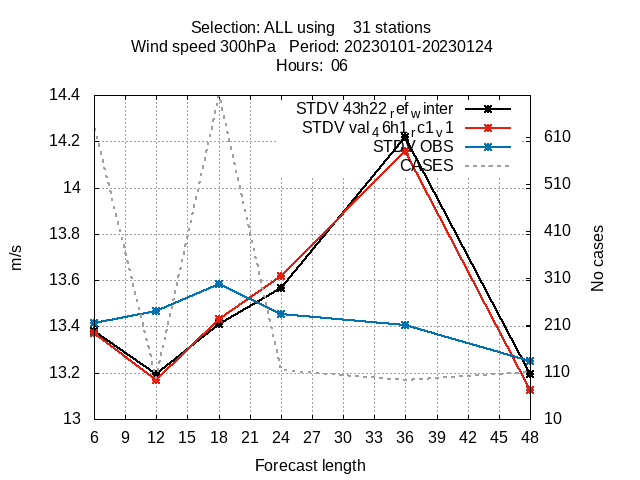 Selection: ALL using 31 stations
Wind speed 300hPa Period: 20230101-20230124
Hours: 06
STDV 43h22_ref_winter
STDV val_46h1_rc1_v1
STDV OBS
CASES
14.4
14.2
14
13.8
13.6
13.4
13.2
13
m/s
610
510
410
310
210
110
10
No cases
6 9 12 15 18 21 24 27 30 33 36 39 42 45 48
Forecast length